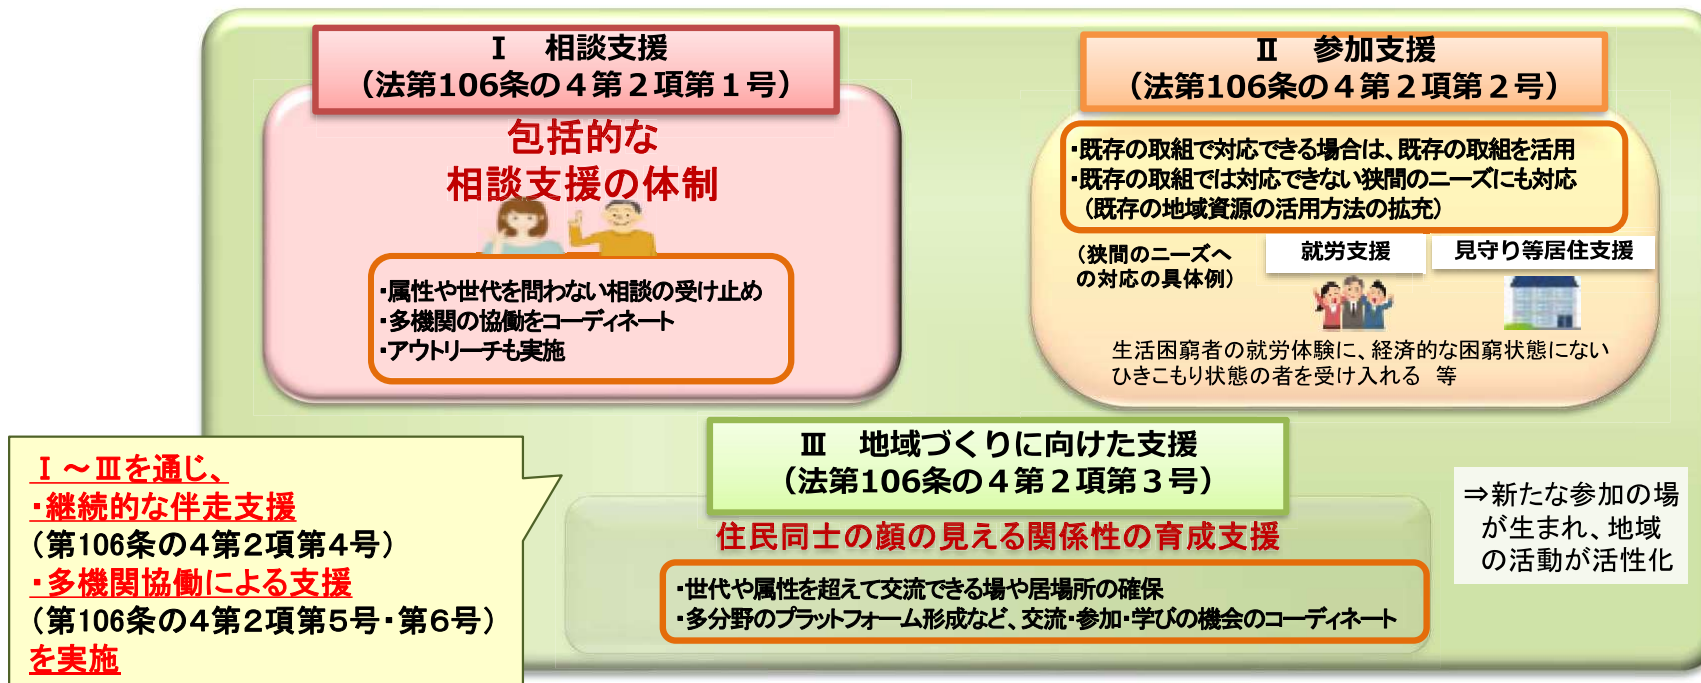 Ⅰ　相談支援
（法第106条の４第２項第１号）
包括的な
相談支援の体制
・属性や世代を問わない相談の受け止め
・多機関の協働をコーディネート
・アウトリーチも実施
Ⅱ　参加支援
（法第106条の４第２項第２号）
・既存の取組で対応できる場合は、既存の取組を活用
・既存の取組では対応できない狭間のニーズにも対応
（既存の地域資源の活用方法の拡充）
（狭間のニーズへ
の対応の具体例）
就労支援
見守り等居住支援
生活困窮者の就労体験に、経済的な困窮状態にない
ひきこもり状態の者を受け入れる　等
Ⅲ　地域づくりに向けた支援
（法第106条の４第２項第３号）
住民同士の顔の見える関係性の育成支援
・世代や属性を超えて交流できる場や居場所の確保
・多分野のプラットフォーム形成など、交流・参加・学びの機会のコーディネート
Ⅰ～Ⅲを通じ、
・継続的な伴走支援
（第106条の４第２項第４号）
・多機関協働による支援
（第106条の４第２項第５号・第６号）
を実施
⇒新たな参加の場
が生まれ、地域
の活動が活性化